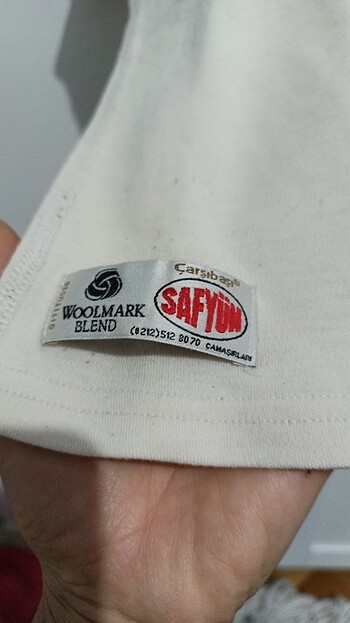 Çarşıbaşı®
SAFYÜN
WOOLMARK
BLEND
(0212)512 80 70 ÇAMAŞIRLARI